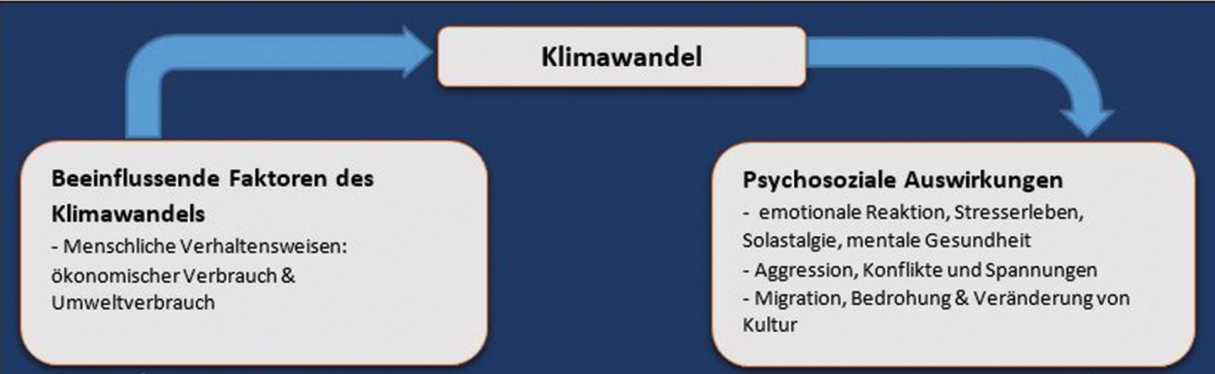 Klimawandel
Beeinflussende Faktoren des
Klimawandels
- Menschliche Verhaltensweisen:
ökonomischer Verbrauch &
Umweltverbrauch
Psychosoziale Auswirkungen
- emotionale Reaktion, Stresserleben,
Solastalgie, mentale Gesundheit
- Aggression, Konflikte und Spannungen
- Migration, Bedrohung & Veränderung von
Kultur